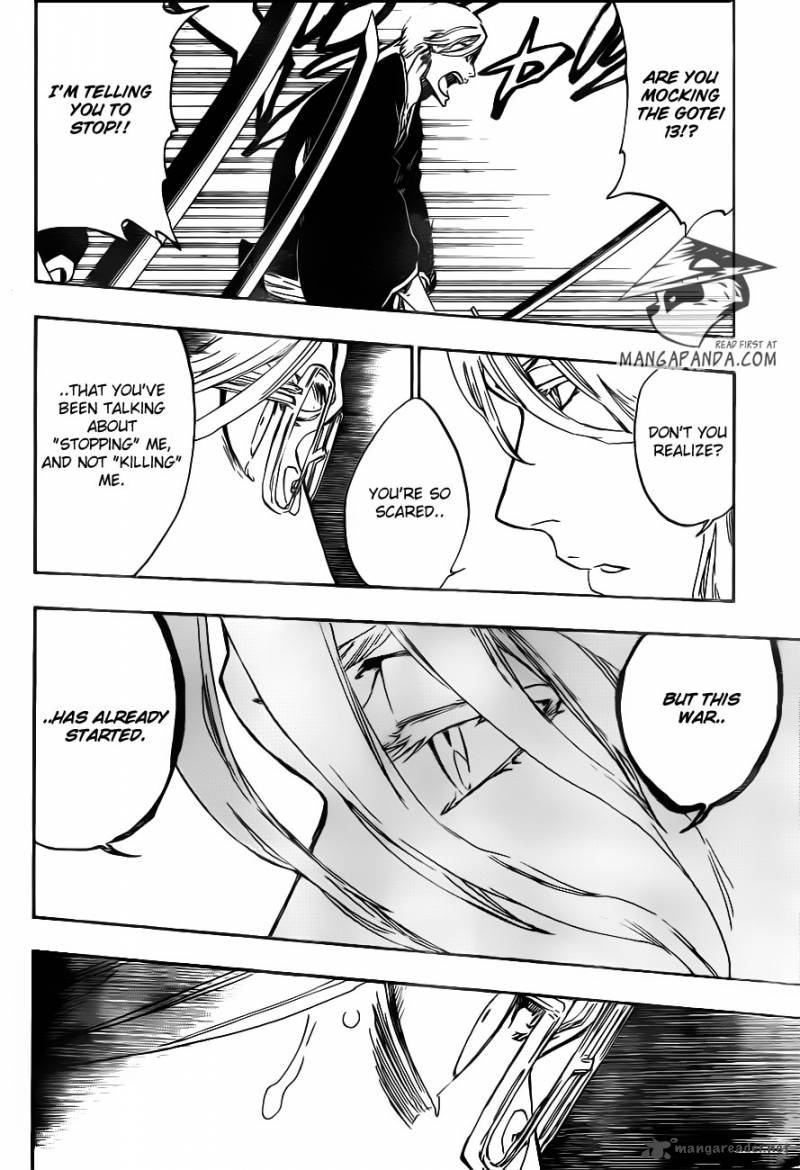 ARE YOU
MOCKING
THE GOTEI
13!?
I'M TELLING
YOU TO
STOP!!
READ FIRST AT
MANGAPANDA.COM
DON'T YOU
REALIZE?
YOU'RE SO
SCARED..
..THAT YOU'VE
BEEN TALKING
ABOUT
"STOPPING" ME,
AND NOT "KILLING"
ME.
BUT THIS
WAR..
..HAS ALREADY
STARTED.
mangareader.net